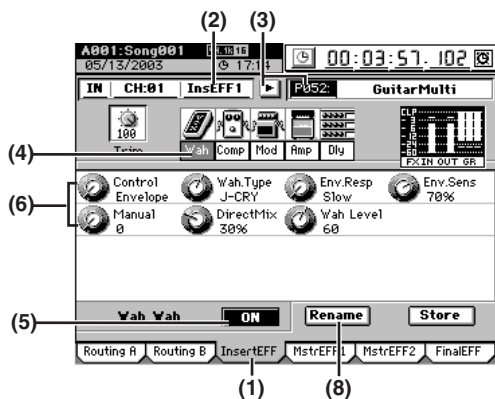 (2) (3)
A001:Song001 16
05/13/2003 17:14 00:03:57.102
IN CH:01 InsEFF1 P052: GuitarMulti
100
Trim
CLP
FXIN OUT GR
(4) Wah Comp Mod Amp Dly
Control Envelope Wah.Type J-CRY Env.Resp Slow Env.Sens 70%
(6)
Manual 0 DirectMix 30% Wah Level 60
(5) Wah Wah ON Rename Store
Routing A Routing B InsertEFF MstrEFF1 MstrEFF2 FinalEFF
(1) (8)